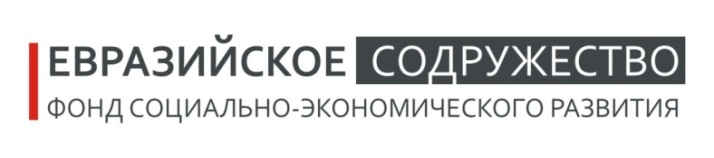 ЕВРАЗИЙСКОЕ СОДРУЖЕСТВО
ФОНД СОЦИАЛЬНО-ЭКОНОМИЧЕСКОГО РАЗВИТИЯ